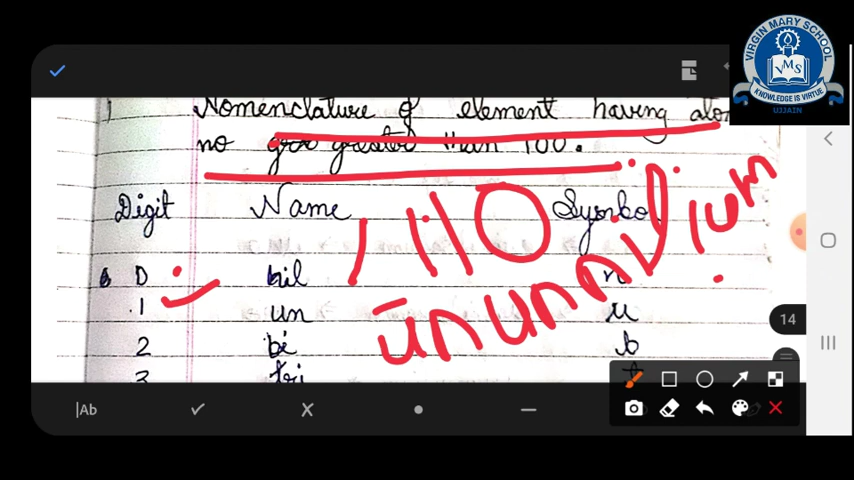 VIRGIN MARY SCHOOL
VMS
KNOWLEDGE IS VIRTUE
UJJAIN
Nomenclature of element having ato
no greater than 100.
Digit Name Symbol
110
ununnilium
0 nil n
1 un u
2 bi b
3 tri t
14
|Ab